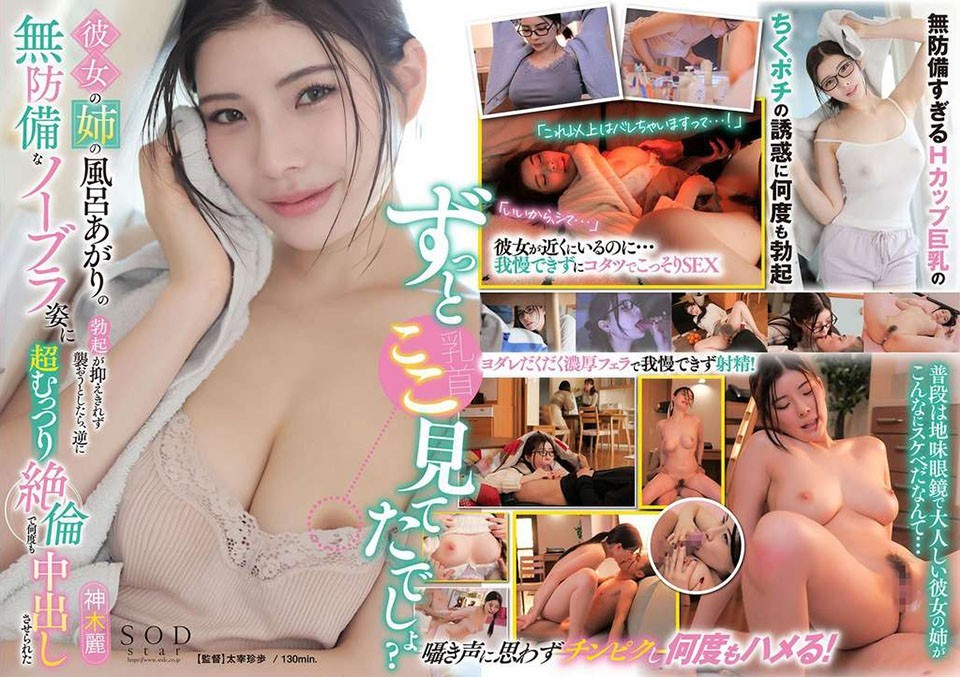 彼女の姉の風呂あがりの
無防備なノーブラ姿に
勃起が抑えきれず
襲おうとしたら、逆に
超むっつり絶倫で何度も
中出しさせられた
神木麗
SOD
star
【監督】太宰珍歩 / 130min.
ずっと
ここ
乳首
見て
たでしょ?
無防備すぎるHカップ巨乳の
ちくポチの誘惑に何度も勃起
「これ以上はバレちゃいますって…!」
「いいから、シて…」
彼女が近くにいるのに…
我慢できずにコタツでこっそりSEX
ヨダレだくだく濃厚フェラで我慢できず射精!
普段は地味眼鏡で大人しい彼女の姉が
こんなにスケベだなんて…
囁き声に思わずチンピクし何度もハメる!